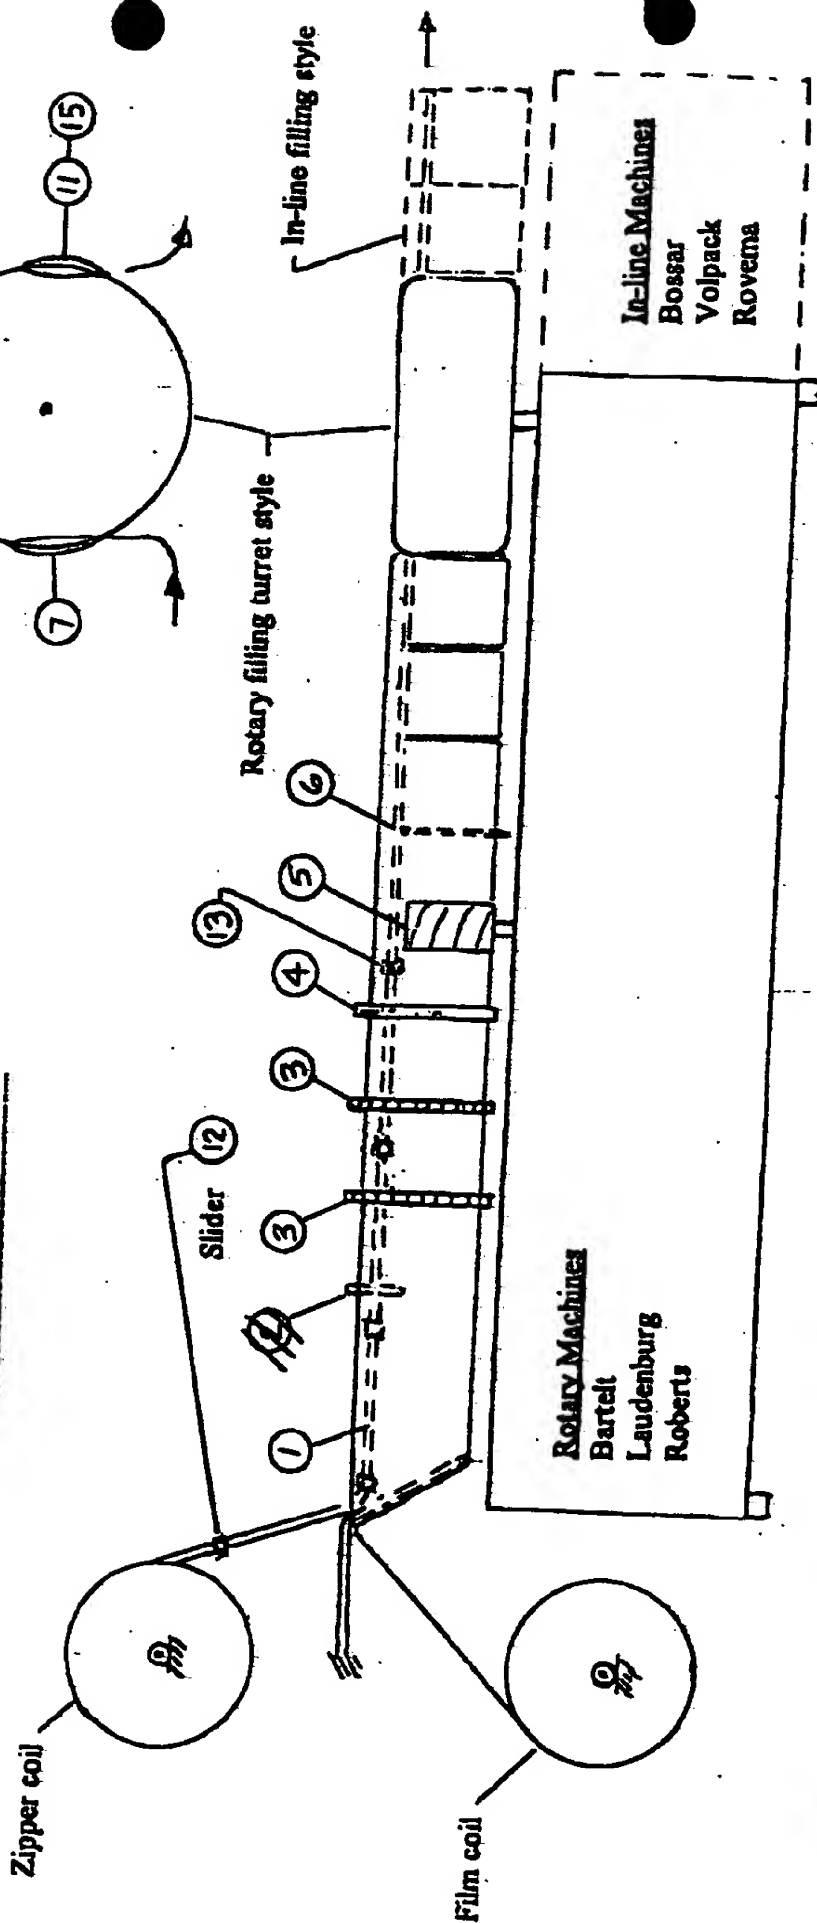 Zipper coil
Film coil
12
Slider
1
2
3
3
4
13
5
6
7
11
15
Rotary filling turret style
In-line filling style
Rotary Machines
Bartelt
Laudenburg
Roberts
In-line Machines
Bossar
Volpack
Rovema